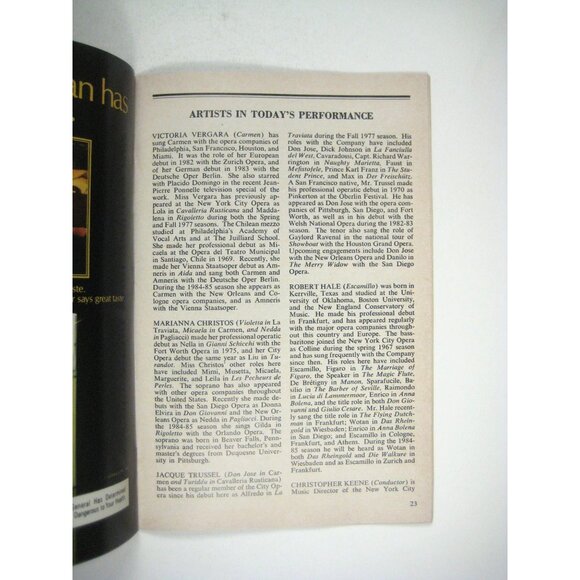 an has
ste.
r says great taste
General Has Determined
Dangerous to Your Health
ARTISTS IN TODAY'S PERFORMANCE
VICTORIA VERGARA (Carmen) has
sung Carmen with the opera companies of
Philadelphia, San Francisco, Houston, and
Miami. It was the role of her European
debut in 1982 with the Zurich Opera, and
of her German debut in 1983 with the
Deutsche Oper Berlin. She also starred
with Placido Domingo in the recent Jean-
Pierre Ponnelle television special of the
work. Miss Vergara has previously ap-
peared at the New York City Opera as
Lola in Cavalleria Rusticana and Madda-
lena in Rigoletto during both the Spring
and Fall 1977 seasons. The Chilean mezzo
studied at Philadelphia's Academy of
Vocal Arts and at The Juilliard School.
She made her professional debut as Mi-
caela at the Opera del Teatro Municipal
in Santiago, Chile in 1969. Recently, she
made her Vienna Staatsoper debut as Am-
neris in Aida and sang both Carmen and
Amneris with the Deutsche Oper Berlin.
During the 1984-85 season she appears as
Carmen with the New Orleans and Co-
logne opera companies, and as Amneris
with the Vienna Staatsoper.
MARIANNA CHRISTOS (Violetta in La
Traviata, Micaela in Carmen, and Nedda
in Pagliacci) made her professional operatic
debut as Nella in Gianni Schicchi with the
Fort Worth Opera in 1975, and her City
Opera debut the same year as Liu in Tu-
randot. Miss Christos' other roles here
have included Mimi, Musetta, Micaela,
Marguerite, and Leila in Les Pecheurs de
Perles. The soprano has also appeared
with other opera companies throughout
the United States. Recently she made de-
buts with the San Diego Opera as Donna
Elvira in Don Giovanni and the New Or-
leans Opera as Nedda in Pagliacci. During
the 1984-85 season she sings Gilda in
Rigoletto with the Orlando Opera. The
soprano was born in Beaver Falls, Penn-
sylvania and received her bachelor's and
master's degrees from Duquesne Univer-
sity in Pittsburgh.
JACQUE TRUSSEL (Don Jose in Car-
men and Turiddu in Cavalleria Rusticana)
has been a regular member of the City Op-
era since his debut here as Alfredo in La
Traviata during the Fall 1977 season. His
roles with the Company have included
Don Jose, Dick Johnson in La Fanciulla
del West, Cavaradossi, Capt. Richard War-
rington in Naughty Marietta, Faust in
Mefistofele, Prince Karl Franz in The Stu-
dent Prince, and Max in Der Freischütz.
A San Francisco native, Mr. Trussel made
his professional operatic debut in 1970 as
Pinkerton at the Oberlin Festival. He has
appeared as Don Jose with the opera com-
panies of Pittsburgh, San Diego, and Fort
Worth, as well as in his debut with the
Welsh National Opera during the 1982-83
season. The tenor also sang the role of
Gaylord Ravenal in the national tour of
Showboat with the Houston Grand Opera.
Upcoming engagements include Don Jose
with the New Orleans Opera and Danilo in
The Merry Widow with the San Diego
Opera.
ROBERT HALE (Escamillo) was born in
Kerrville, Texas and studied at the Uni-
versity of Oklahoma, Boston University,
and the New England Conservatory of
Music. He made his professional debut
in Frankfurt, and has appeared regularly
with the major opera companies through-
out this country and Europe. The bass-
baritone joined the New York City Opera
as Colline during the spring 1967 season
and has sung frequently with the Company
since then. His roles here have included
Escamillo, Figaro in The Marriage of
Figaro, the Speaker in The Magic Flute,
De Brétigny in Manon, Sparafucile, Ba-
silio in The Barber of Seville, Raimondo
in Lucia di Lammermoor, Enrico in Anna
Bolena, and the title role in both Don Gio-
vanni and Giulio Cesare. Mr. Hale recent-
ly sang the title role in The Flying Dutch-
man in Frankfurt; Wotan in Das Rhein-
gold in Wiesbaden; Enrico in Anna Bolena
in San Diego; and Escamillo in Cologne,
Frankfurt, and Athens. During the 1984-
85 season he will be heard as Wotan in
both Das Rheingold and Die Walkure in
Wiesbaden and as Escamillo in Zurich and
Frankfurt.
CHRISTOPHER KEENE (Conductor) is
Music Director of the New York City
23